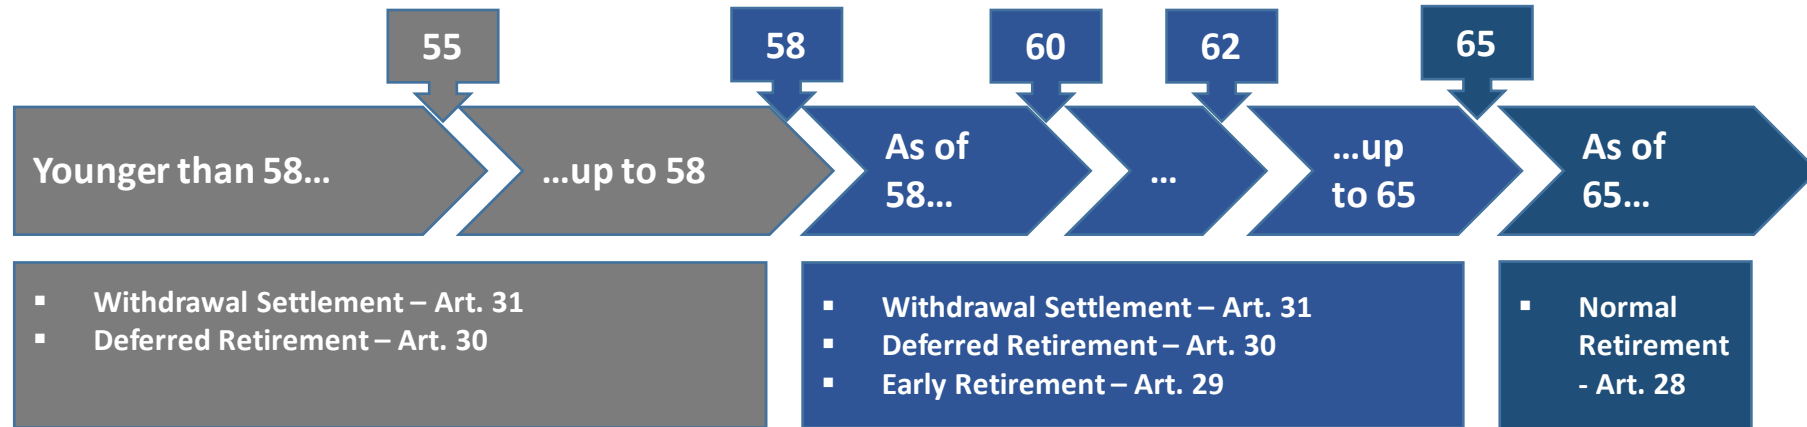 55
58
60
62
65
Younger than 58…
…up to 58
As of
58…
…
…up
to 65
As of
65…
▪ Withdrawal Settlement – Art. 31
▪ Deferred Retirement – Art. 30
▪ Withdrawal Settlement – Art. 31
▪ Deferred Retirement – Art. 30
▪ Early Retirement – Art. 29
▪ Normal
Retirement
- Art. 28